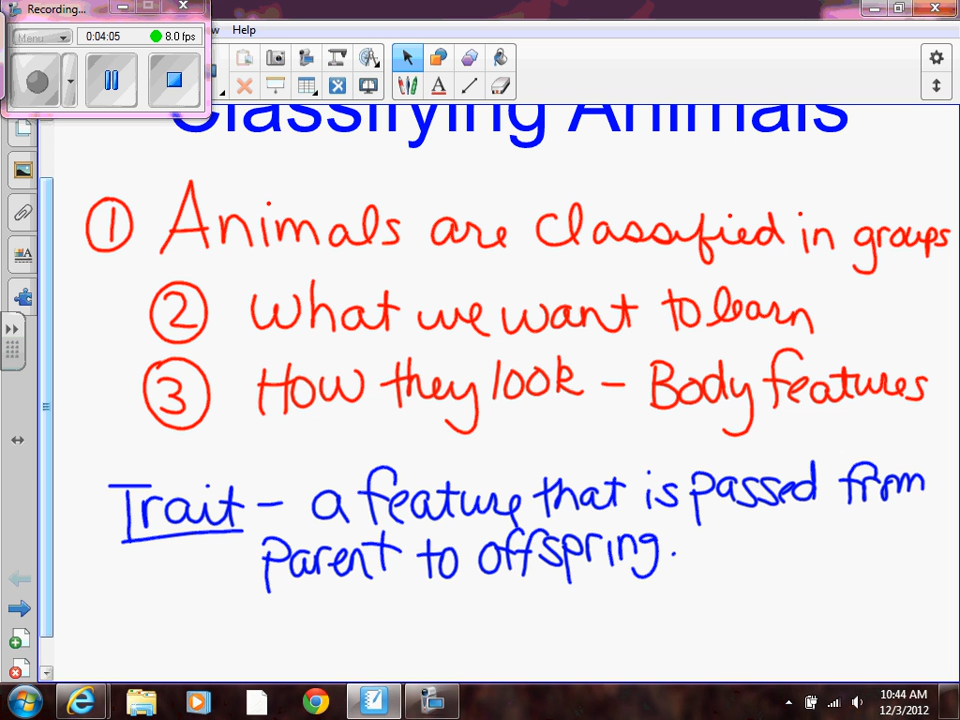 Recording...
Menu
0:04:05
8.0 fps
Help
Classifying Animals
① Animals are classified in groups
② What we want to learn
③ How they look - Body features
Trait - a feature that is passed from
parent to offspring.
10:44 AM
12/3/2012